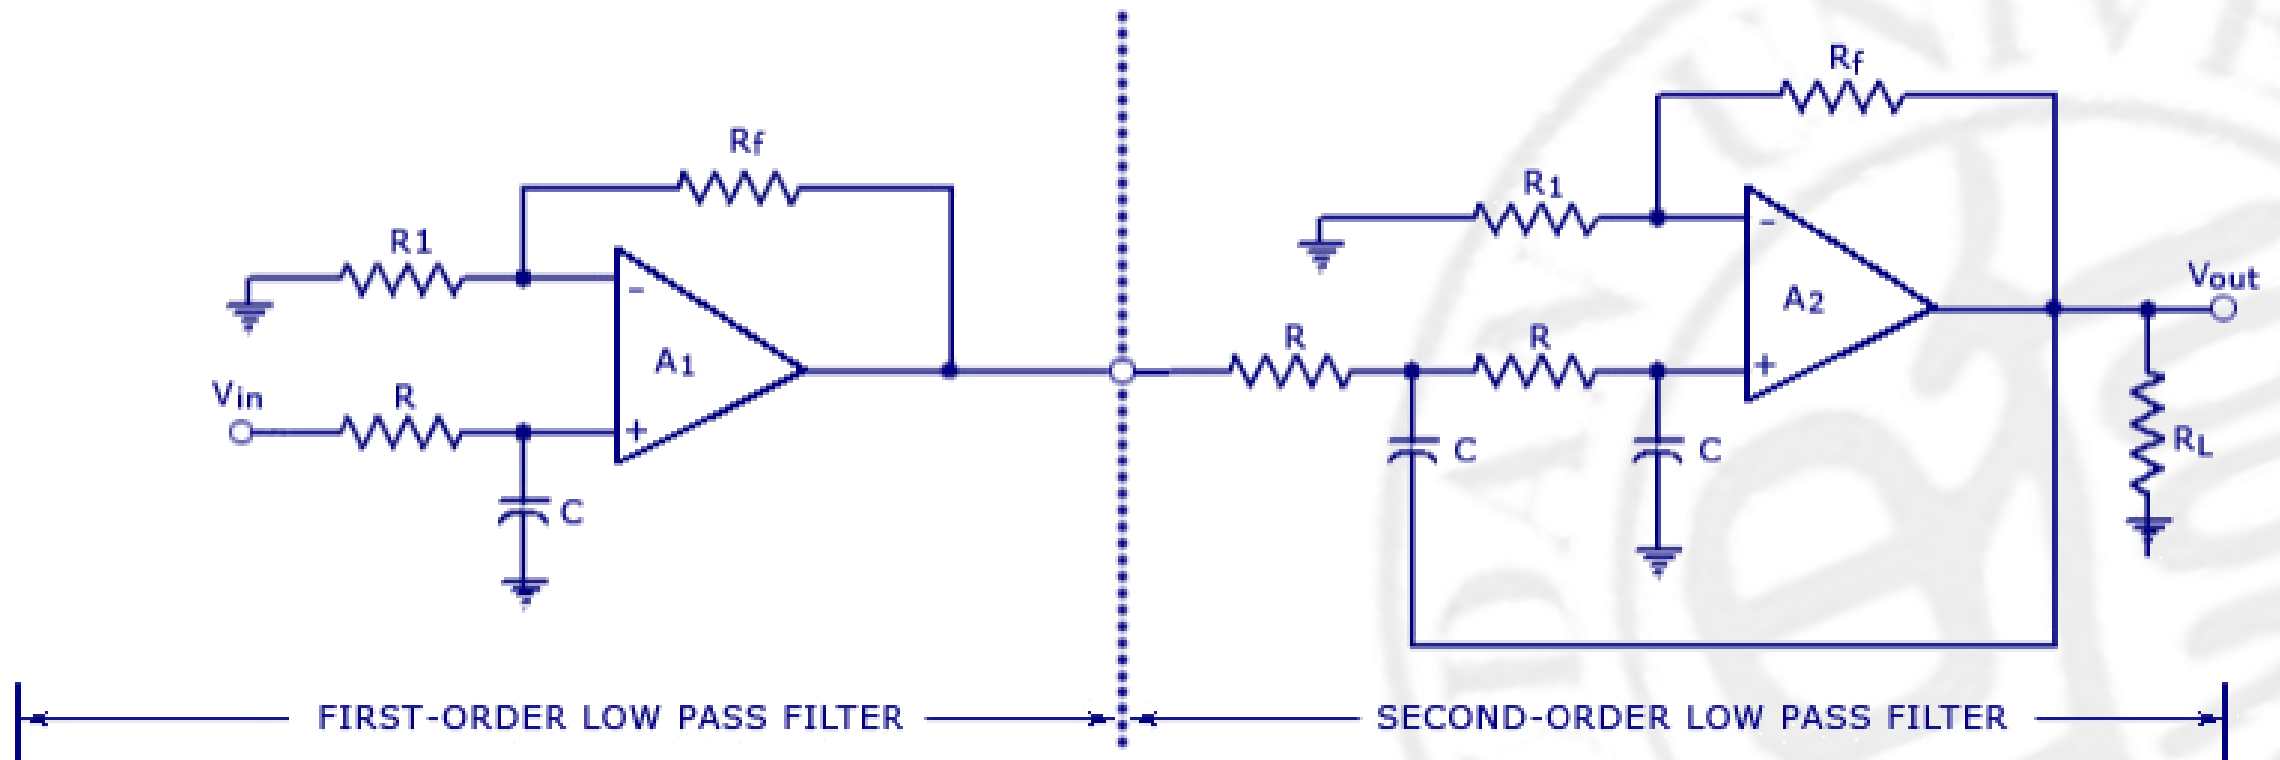 Rf
R1
-
A1
Vin
R
+
C
Rf
R1
-
A2
Vout
R
R
+
C
C
RL
FIRST-ORDER LOW PASS FILTER
SECOND-ORDER LOW PASS FILTER